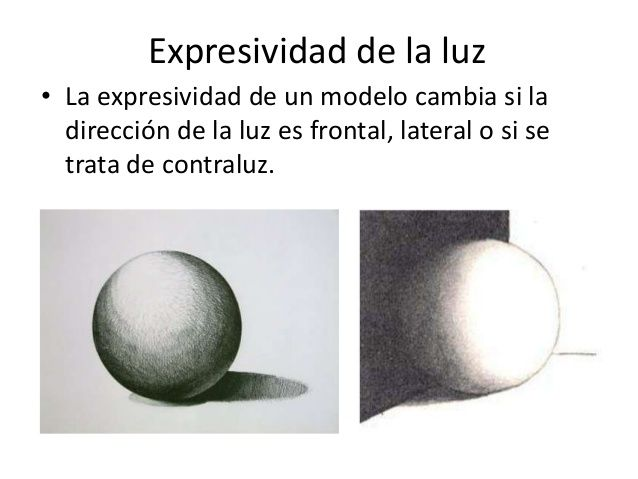 Expresividad de la luz
• La expresividad de un modelo cambia si la
dirección de la luz es frontal, lateral o si se
trata de contraluz.